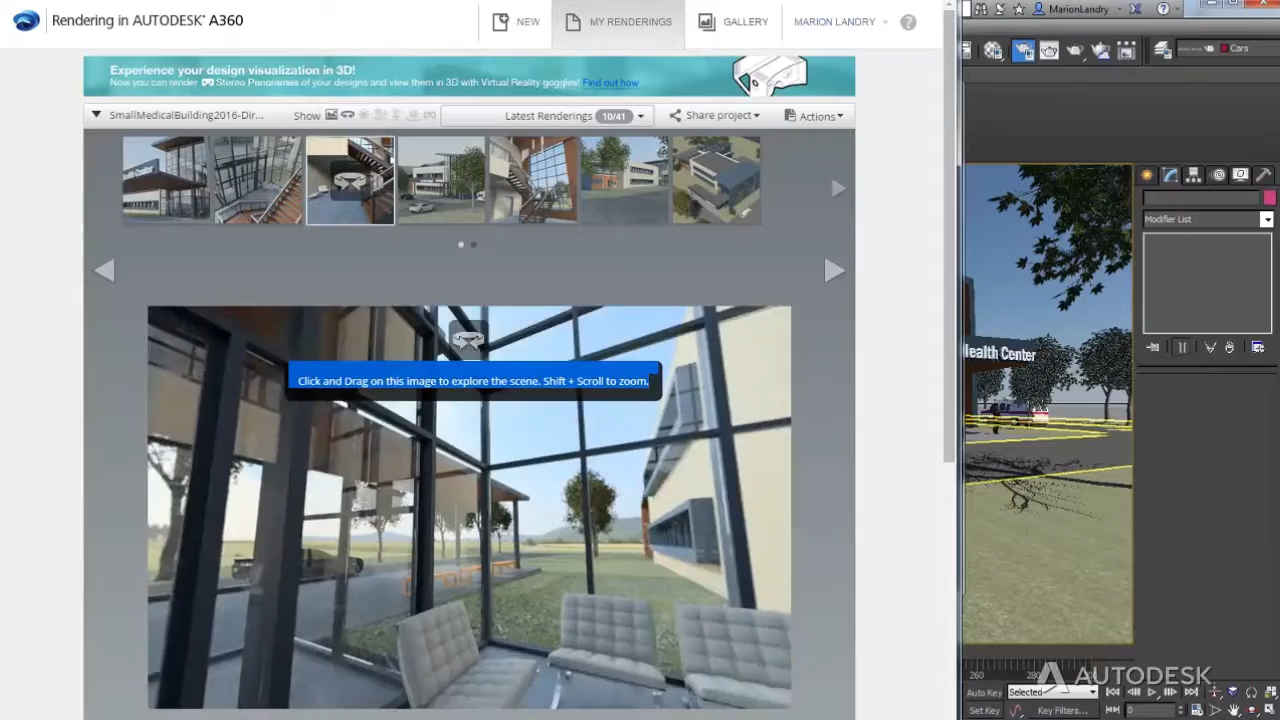 Rendering in AUTODESK® A360
NEW
MY RENDERINGS
GALLERY
MARION LANDRY
?
MarionLandry
Experience your design visualization in 3D!
Now you can render Stereo Panoramas of your designs and view them in 3D with Virtual Reality goggles! Find out how
SmallMedicalBuilding2016-Dir...
Show
Latest Renderings 10/41
Share project
Actions
Cars
Modifier List
Health Center
Click and Drag on this image to explore the scene. Shift + Scroll to zoom.
AUTODESK
260
280
Auto Key
Selected
Set Key
Key Filters...
0